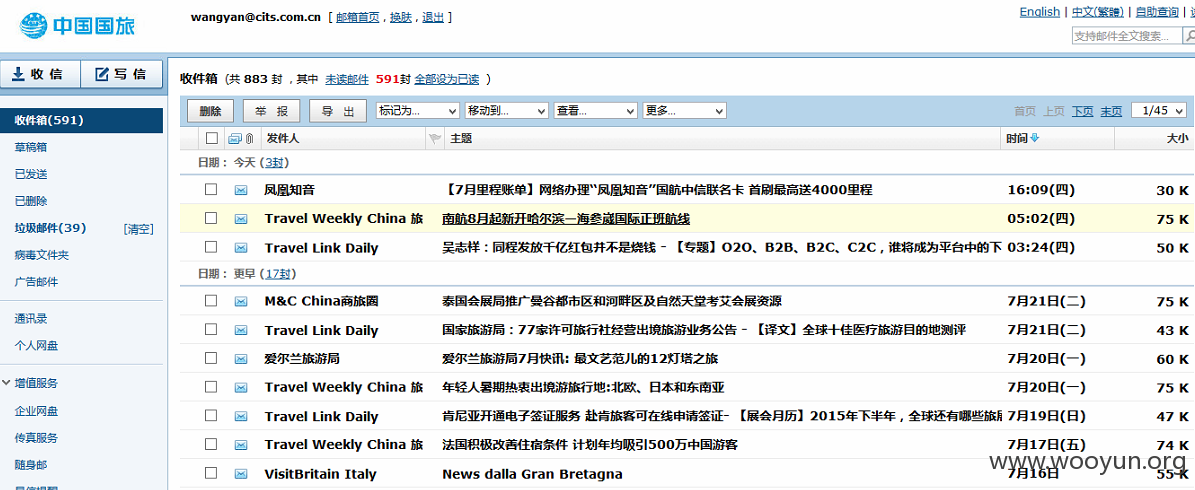 中国国旅 wangyan@cits.com.cn [ 邮箱首页 , 换肤 , 退出 ] English | 中文(繁體) | 自助查询 |
支持邮件全文搜索...
收 信 写 信 收件箱 (共 883 封 ，其中 未读邮件 591封 全部设为已读 )
删除 举 报 导 出 标记为... 移动到... 查看... 更多... 首页 上页 下页 末页 1/45
收件箱(591)
发件人 主题 时间 大小
草稿箱
日期： 今天 (3封)
已发送
凤凰知音 【7月里程账单】网络办理“凤凰知音”国航中信联名卡 首刷最高送4000里程 16:09(四) 30 K
已删除
垃圾邮件(39) [清空]
Travel Weekly China 旅 南航8月起新开哈尔滨—海参崴国际正班航线 05:02(四) 75 K
病毒文件夹
Travel Link Daily 吴志祥：同程发放千亿红包并不是烧钱 - 【专题】O2O、B2B、B2C、C2C，谁将成为平台中的下 03:24(四) 50 K
广告邮件
日期： 更早 (17封)
M&C China商旅圈 泰国会展局推广曼谷都市区和河畔区及自然天堂考艾会展资源 7月21日(二) 75 K
通讯录
Travel Link Daily 国家旅游局：77家许可旅行社经营出境旅游业务公告 - 【译文】全球十佳医疗旅游目的地测评 7月21日(二) 43 K
个人网盘
爱尔兰旅游局 爱尔兰旅游局7月快讯: 最文艺范儿的12灯塔之旅 7月20日(一) 60 K
增值服务
Travel Weekly China 旅 年轻人暑期热衷出境游旅行地:北欧、日本和东南亚 7月20日(一) 75 K
企业网盘
Travel Link Daily 肯尼亚开通电子签证服务 赴肯旅客可在线申请签证- 【展会月历】2015年下半年，全球还有哪些旅展 7月19日(日) 47 K
传真服务
Travel Weekly China 旅 法国积极改善住宿条件 计划年均吸引500万中国游客 7月17日(五) 74 K
随身邮
www.wooyun.org
VisitBritain Italy News dalla Gran Bretagna 7月16日 55 K